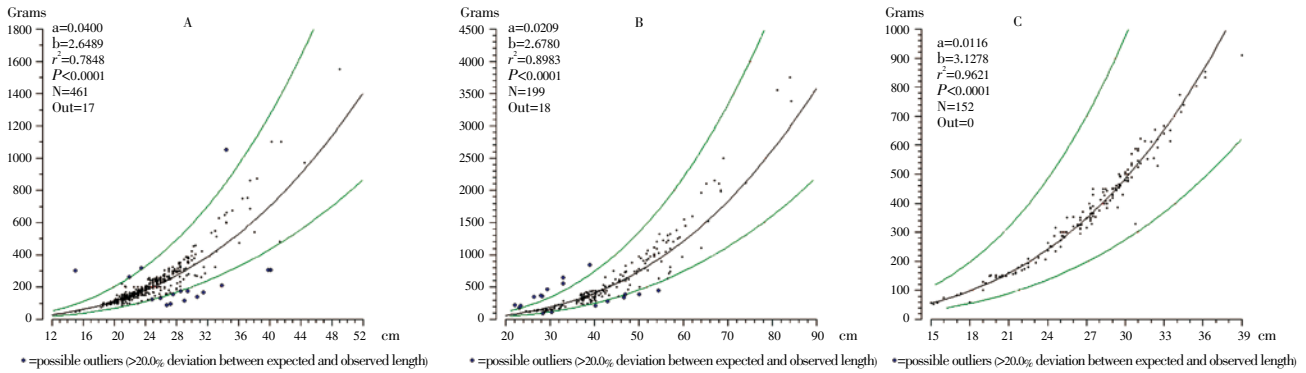 Grams
A
a=0.0400
b=2.6489
r²=0.7848
P<0.0001
N=461
Out=17
1800
1600
1400
1200
1000
800
600
400
200
0
12 16 20 24 28 32 36 40 44 48 52 cm
•=possible outliers (>20.0% deviation between expected and observed length)
Grams
B
a=0.0209
b=2.6780
r²=0.8983
P<0.0001
N=199
Out=18
4500
4000
3500
3000
2500
2000
1500
1000
500
0
20 30 40 50 60 70 80 90 cm
•=possible outliers (>20.0% deviation between expected and observed length)
Grams
C
a=0.0116
b=3.1278
r²=0.9621
P<0.0001
N=152
Out=0
1000
900
800
700
600
500
400
300
200
100
0
15 18 21 24 27 30 33 36 39 cm
•=possible outliers (>20.0% deviation between expected and observed length)